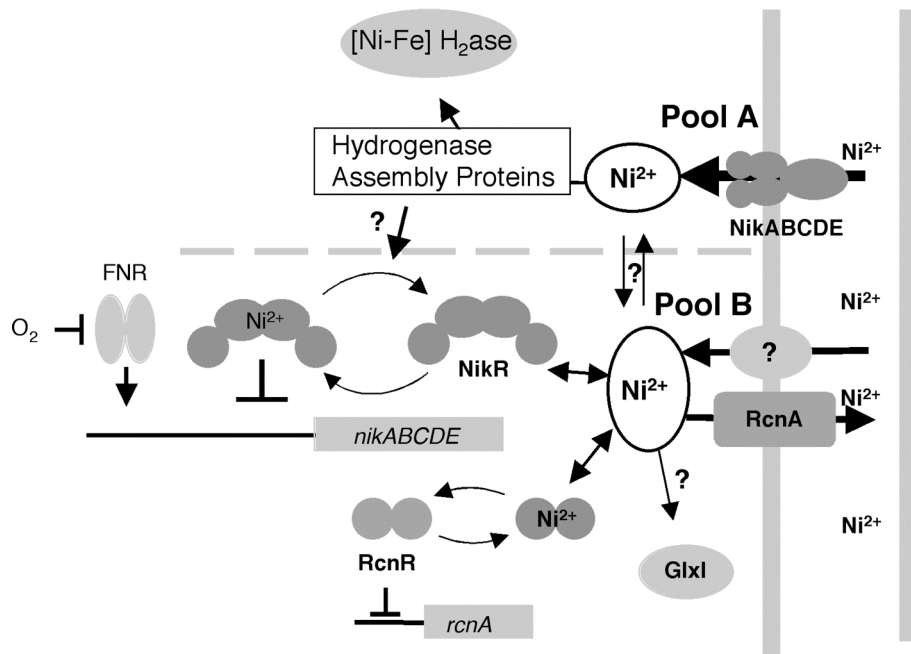 [Ni-Fe] H₂ase
Pool A
Hydrogenase
Assembly Proteins
Ni²⁺
Ni²⁺
NikABCDE
?
FNR
?
Pool B
Ni²⁺
O₂
Ni²⁺
NikR
Ni²⁺
?
Ni²⁺
RcnA
nikABCDE
?
Ni²⁺
Ni²⁺
RcnR
GlxI
rcnA